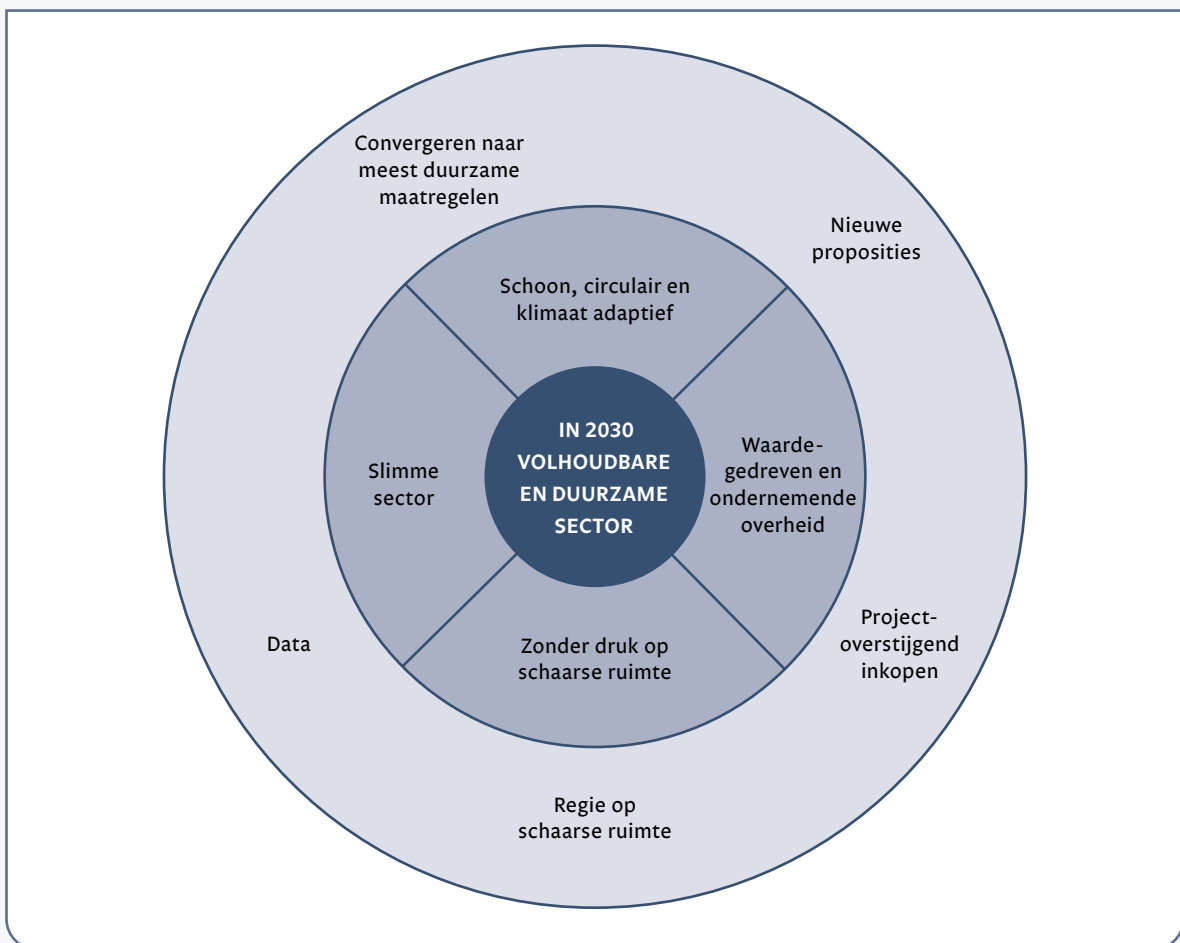 Convergeren naar
meest duurzame
maatregelen
Nieuwe
proposities
Schoon, circulair en
klimaat adaptief
IN 2030
VOLHOUDBARE
EN DUURZAME
SECTOR
Slimme
sector
Waarde-
gedreven en
ondernemende
overheid
Zonder druk op
schaarse ruimte
Data
Project-
overstijgend
inkopen
Regie op
schaarse ruimte